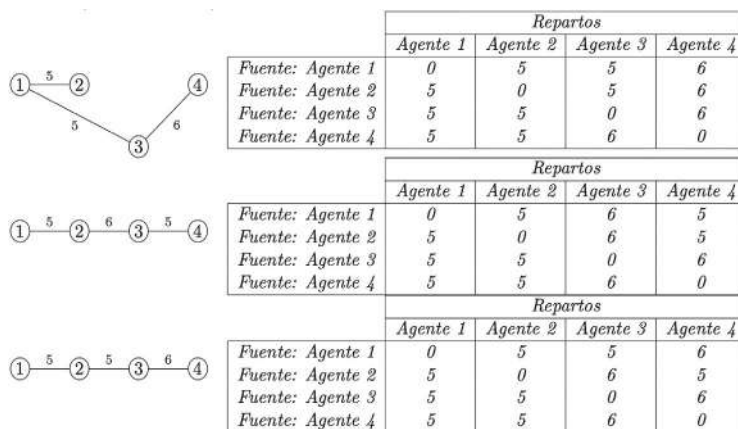 Repartos
Agente 1 Agente 2 Agente 3 Agente 4
Fuente: Agente 1 0 5 5 6
Fuente: Agente 2 5 0 5 6
Fuente: Agente 3 5 5 0 6
Fuente: Agente 4 5 5 6 0
1 5 2 4
5 6
3
Repartos
Agente 1 Agente 2 Agente 3 Agente 4
Fuente: Agente 1 0 5 6 5
Fuente: Agente 2 5 0 6 5
Fuente: Agente 3 5 5 0 6
Fuente: Agente 4 5 5 6 0
1 5 2 6 3 5 4
Repartos
Agente 1 Agente 2 Agente 3 Agente 4
Fuente: Agente 1 0 5 5 6
Fuente: Agente 2 5 0 6 5
Fuente: Agente 3 5 5 0 6
Fuente: Agente 4 5 5 6 0
1 5 2 5 3 6 4